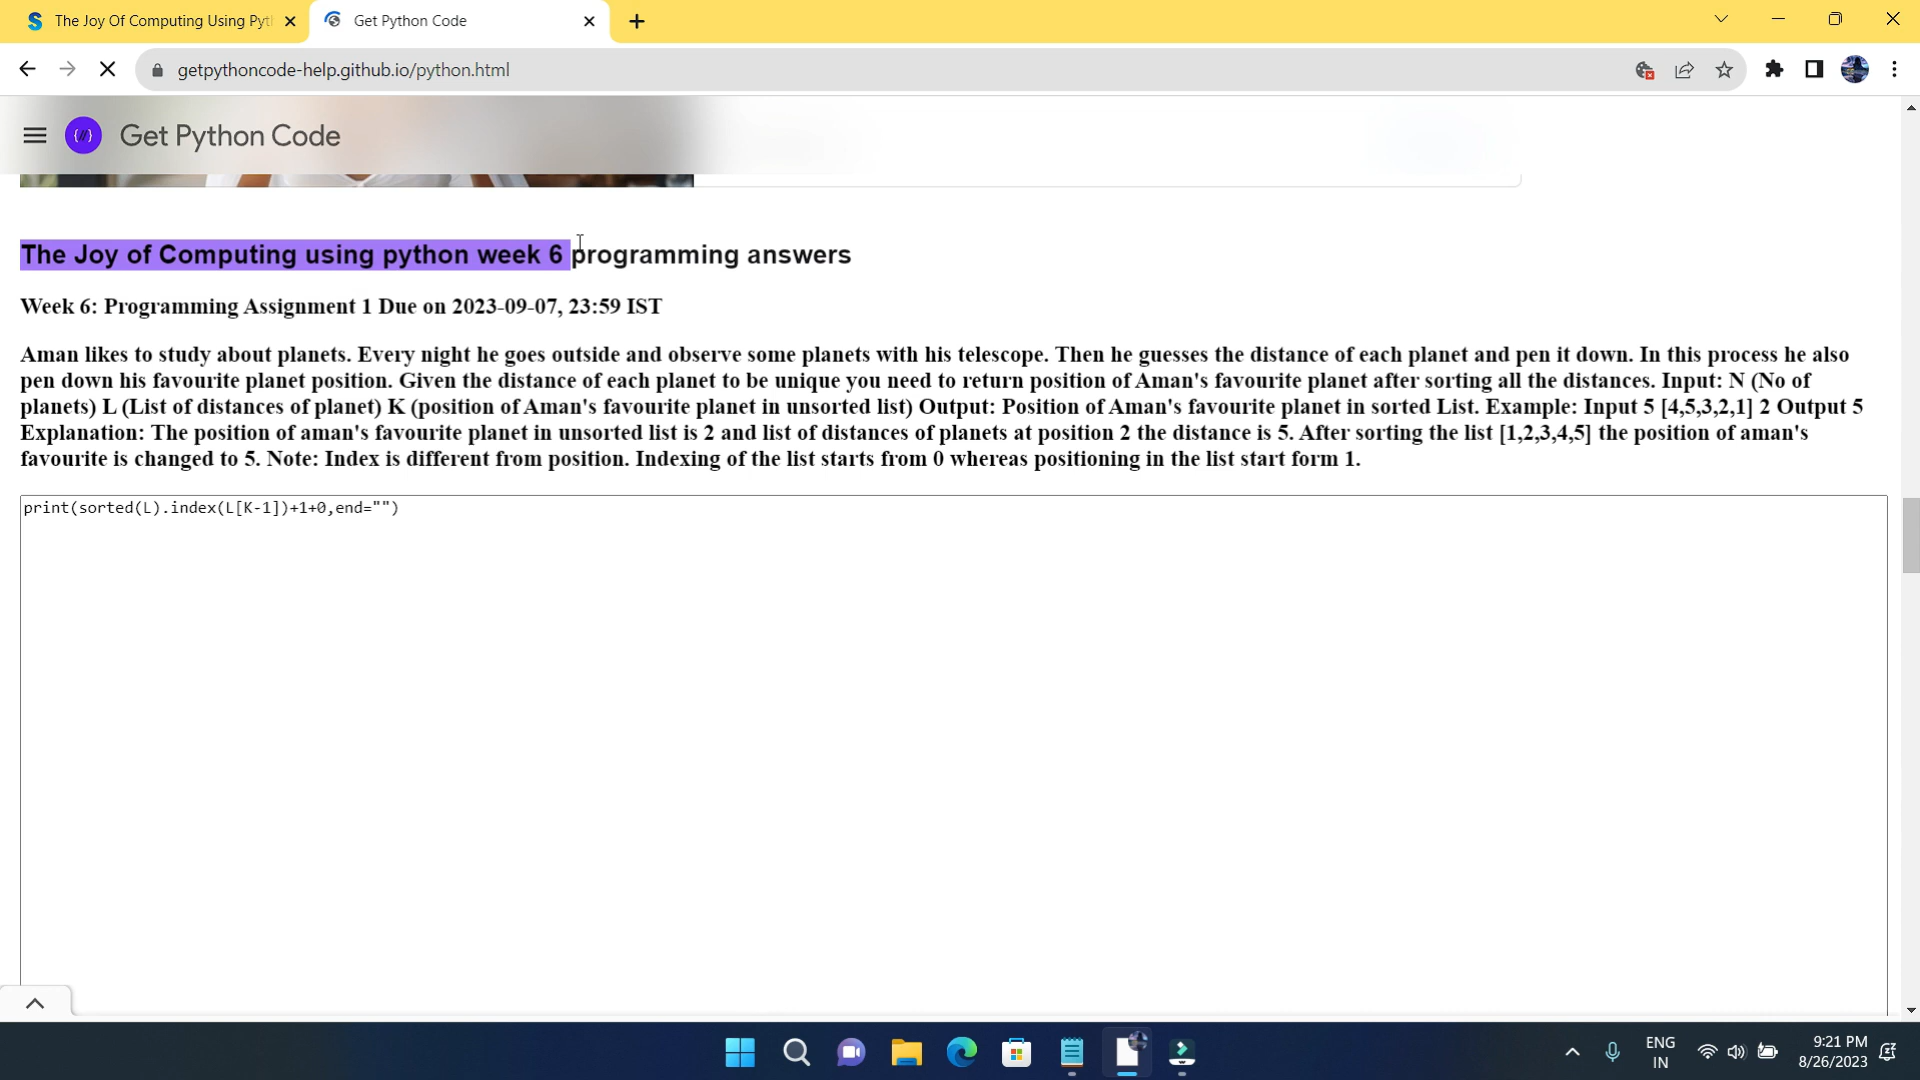 The Joy Of Computing Using Pyt
Get Python Code
getpythoncode-help.github.io/python.html
{//} Get Python Code
The Joy of Computing using python week 6 programming answers
Week 6: Programming Assignment 1 Due on 2023-09-07, 23:59 IST
Aman likes to study about planets. Every night he goes outside and observe some planets with his telescope. Then he guesses the distance of each planet and pen it down. In this process he also
pen down his favourite planet position. Given the distance of each planet to be unique you need to return position of Aman's favourite planet after sorting all the distances. Input: N (No of
planets) L (List of distances of planet) K (position of Aman's favourite planet in unsorted list) Output: Position of Aman's favourite planet in sorted List. Example: Input 5 [4,5,3,2,1] 2 Output 5
Explanation: The position of aman's favourite planet in unsorted list is 2 and list of distances of planets at position 2 the distance is 5. After sorting the list [1,2,3,4,5] the position of aman's
favourite is changed to 5. Note: Index is different from position. Indexing of the list starts from 0 whereas positioning in the list start form 1.
print(sorted(L).index(L[K-1])+1+0,end="")
ENG
IN
9:21 PM
8/26/2023